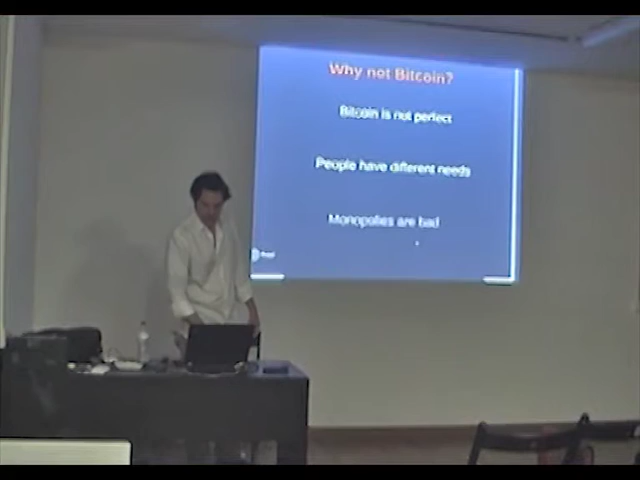 Why not Bitcoin?
Bitcoin is not perfect
People have different needs
Monopolies are bad